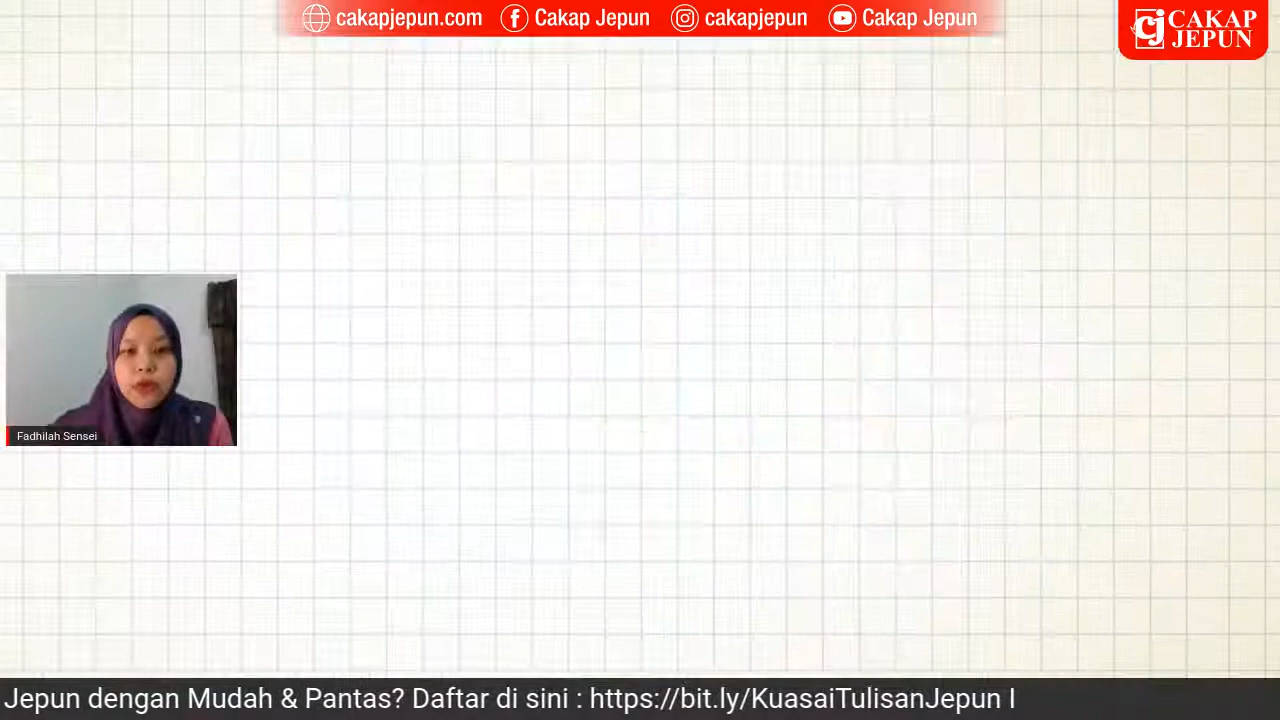 cakapjepun.com Cakap Jepun cakapjepun Cakap Jepun
cj CAKAP
JEPUN
Fadhilah Sensei
Jepun dengan Mudah & Pantas? Daftar di sini : https://bit.ly/KuasaiTulisanJepun I